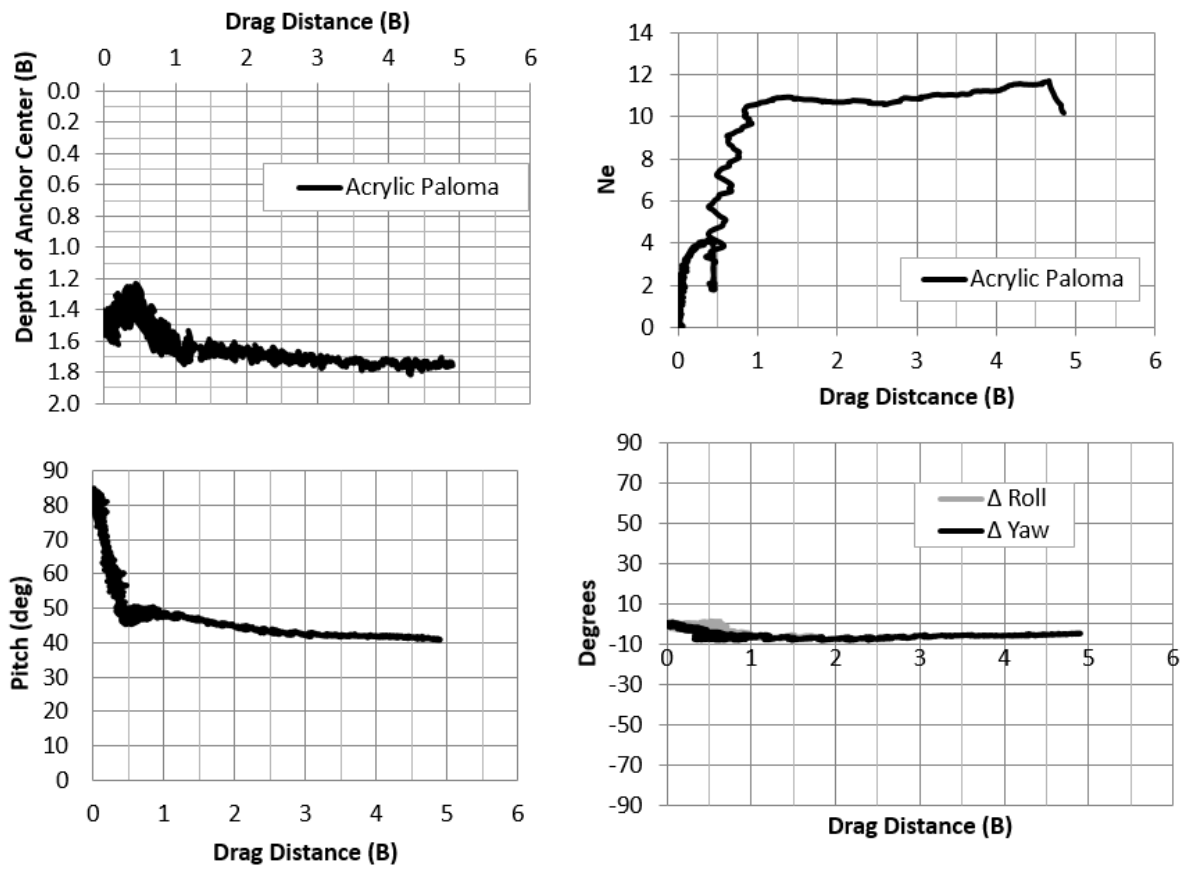 Drag Distance (B)
0 1 2 3 4 5 6
Depth of Anchor Center (B)
0.0
0.2
0.4
0.6
0.8
1.0
1.2
1.4
1.6
1.8
2.0
Acrylic Paloma
14
12
10
8
6
4
2
0
Ne
Acrylic Paloma
0 1 2 3 4 5 6
Drag Distcance (B)
90
80
70
60
50
40
30
20
10
0
Pitch (deg)
0 1 2 3 4 5 6
Drag Distance (B)
90
70
50
30
10
-10
-30
-50
-70
-90
Degrees
Δ Roll
Δ Yaw
0 1 2 3 4 5 6
Drag Distance (B)